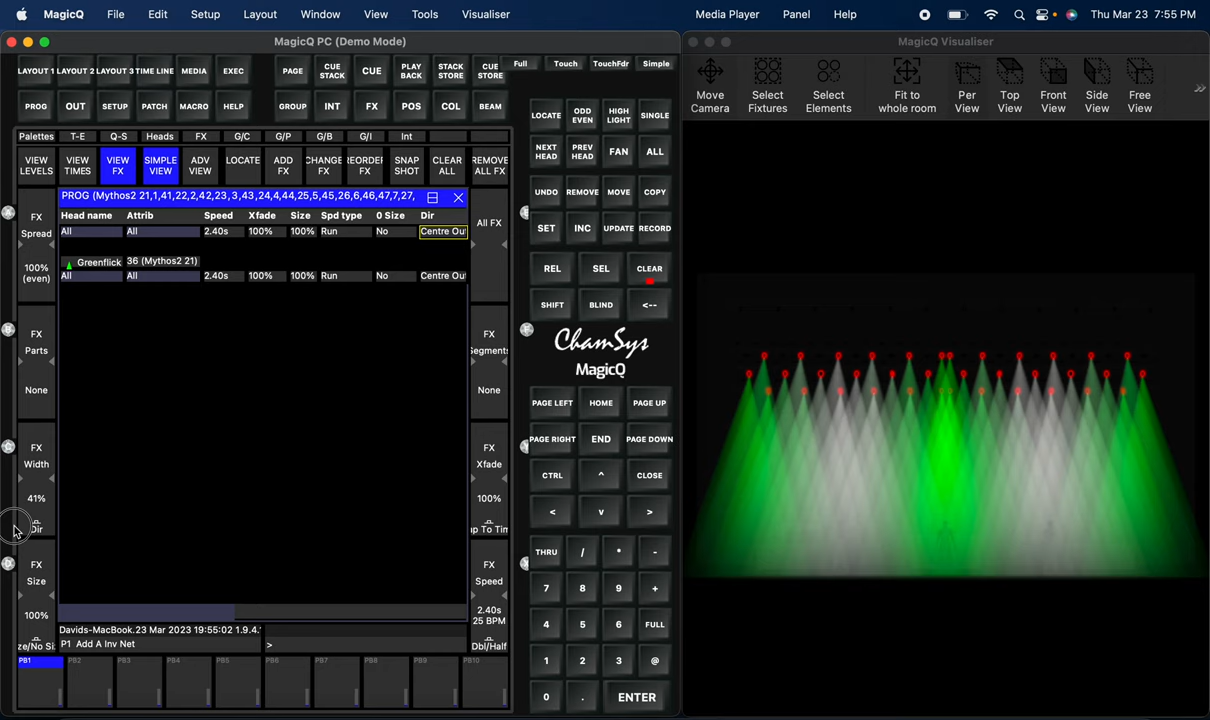 MagicQ File Edit Setup Layout Window View Tools Visualiser Media Player Panel Help Thu Mar 23 7:55 PM
MagicQ PC (Demo Mode)
MagicQ Visualiser
LAYOUT 1 LAYOUT 2 LAYOUT 3 TIME LINE MEDIA EXEC
PAGE CUE STACK CUE PLAY BACK STACK STORE CUE STORE
Full Touch TouchFdr Simple
PROG OUT SETUP PATCH MACRO HELP
GROUP INT FX POS COL BEAM
Palettes T-E Q-S Heads FX G/C G/P G/B G/I Int
VIEW LEVELS
VIEW TIMES
VIEW FX
SIMPLE VIEW
ADV VIEW
LOCATE
ADD FX
CHANGE FX
REORDER FX
SNAP SHOT
CLEAR ALL
REMOVE ALL FX
PROG (Mythos2 21,1,41,22,2,42,23,3,43,24,4,44,25,5,45,26,6,46,47,7,27,
Head name Attrib Speed Xfade Size Spd type 0 Size Dir
All All 2.40s 100% 100% Run No Centre Out
Greenflick 36 (Mythos2 21)
All All 2.40s 100% 100% Run No Centre Out
A
FX
Spread
100%
(even)
B
FX
Parts
None
C
FX
Width
41%
Dir
D
FX
Size
100%
ze/No Si
All FX
E
F
FX
Segments
None
Y
FX
Xfade
100%
up To Tim
X
FX
Speed
2.40s
25 BPM
Dbl/Half
Davids-MacBook.23 Mar 2023 19:55:02 1.9.4.
P1 Add A Inv Net
>
PB1 PB2 PB3 PB4 PB5 PB6 PB7 PB8 PB9 PB10
LOCATE ODD EVEN HIGH LIGHT SINGLE
NEXT HEAD PREV HEAD FAN ALL
UNDO REMOVE MOVE COPY
SET INC UPDATE RECORD
REL SEL CLEAR
SHIFT BLIND <--
ChamSys
MagicQ
PAGE LEFT HOME PAGE UP
PAGE RIGHT END PAGE DOWN
CTRL ^ CLOSE
< v >
THRU / * -
7 8 9 +
4 5 6 FULL
1 2 3 @
0 . ENTER
Move Camera
Select Fixtures
Select Elements
Fit to whole room
Per View
Top View
Front View
Side View
Free View
>>